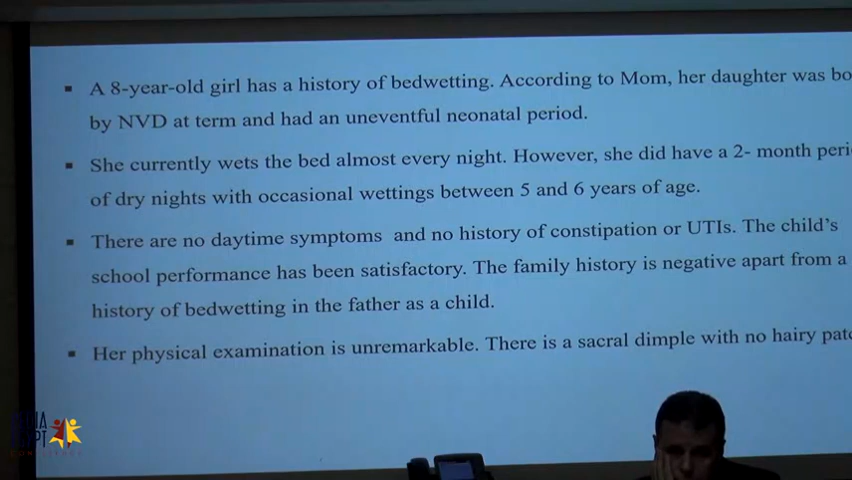 A 8-year-old girl has a history of bedwetting. According to Mom, her daughter was bo
by NVD at term and had an uneventful neonatal period.
She currently wets the bed almost every night. However, she did have a 2- month peri
of dry nights with occasional wettings between 5 and 6 years of age.
There are no daytime symptoms and no history of constipation or UTIs. The child's
school performance has been satisfactory. The family history is negative apart from a
history of bedwetting in the father as a child.
Her physical examination is unremarkable. There is a sacral dimple with no hairy patc